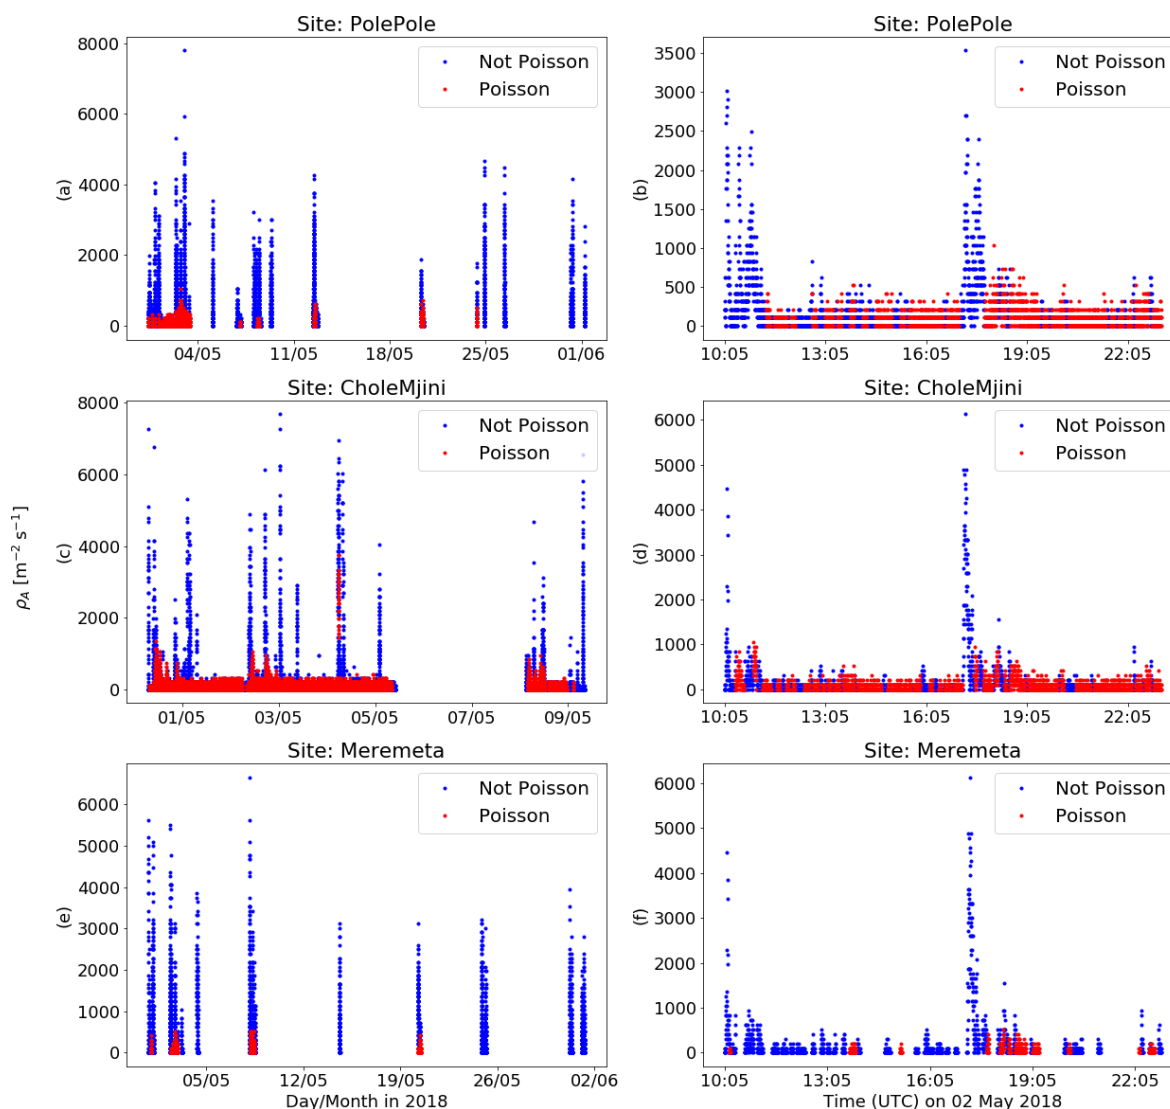 Site: PolePole
Site: PolePole
8000
6000
4000
2000
0
(a)
Not Poisson
Poisson
04/05
11/05
18/05
25/05
01/06
3500
3000
2500
2000
1500
1000
500
0
(b)
Not Poisson
Poisson
10:05
13:05
16:05
19:05
22:05
Site: CholeMjini
Site: CholeMjini
ρA [m−2 s−1]
8000
6000
4000
2000
0
(c)
Not Poisson
Poisson
01/05
03/05
05/05
07/05
09/05
6000
5000
4000
3000
2000
1000
0
(d)
Not Poisson
Poisson
10:05
13:05
16:05
19:05
22:05
Site: Meremeta
Site: Meremeta
6000
5000
4000
3000
2000
1000
0
(e)
Not Poisson
Poisson
05/05
12/05
19/05
26/05
02/06
Day/Month in 2018
6000
5000
4000
3000
2000
1000
0
(f)
Not Poisson
Poisson
10:05
13:05
16:05
19:05
22:05
Time (UTC) on 02 May 2018